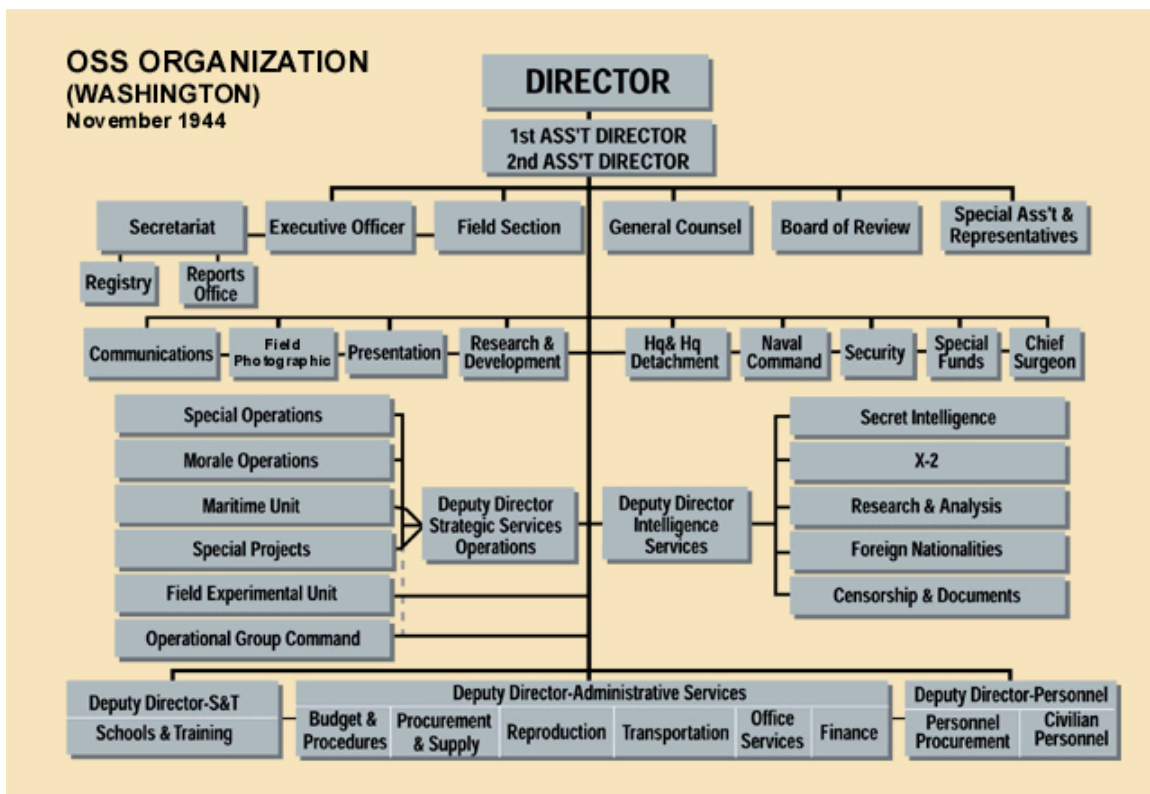 OSS ORGANIZATION
(WASHINGTON)
November 1944
DIRECTOR
1st ASS'T DIRECTOR
2nd ASS'T DIRECTOR
Secretariat
Executive Officer
Field Section
General Counsel
Board of Review
Special Ass't &
Representatives
Registry
Reports
Office
Communications
Field
Photographic
Presentation
Research &
Development
Hq& Hq
Detachment
Naval
Command
Security
Special
Funds
Chief
Surgeon
Special Operations
Morale Operations
Maritime Unit
Special Projects
Field Experimental Unit
Operational Group Command
Deputy Director
Strategic Services
Operations
Deputy Director
Intelligence
Services
Secret Intelligence
X-2
Research & Analysis
Foreign Nationalities
Censorship & Documents
Deputy Director-S&T
Schools & Training
Deputy Director-Administrative Services
Budget &
Procedures
Procurement
& Supply
Reproduction
Transportation
Office
Services
Finance
Deputy Director-Personnel
Personnel
Procurement
Civilian
Personnel